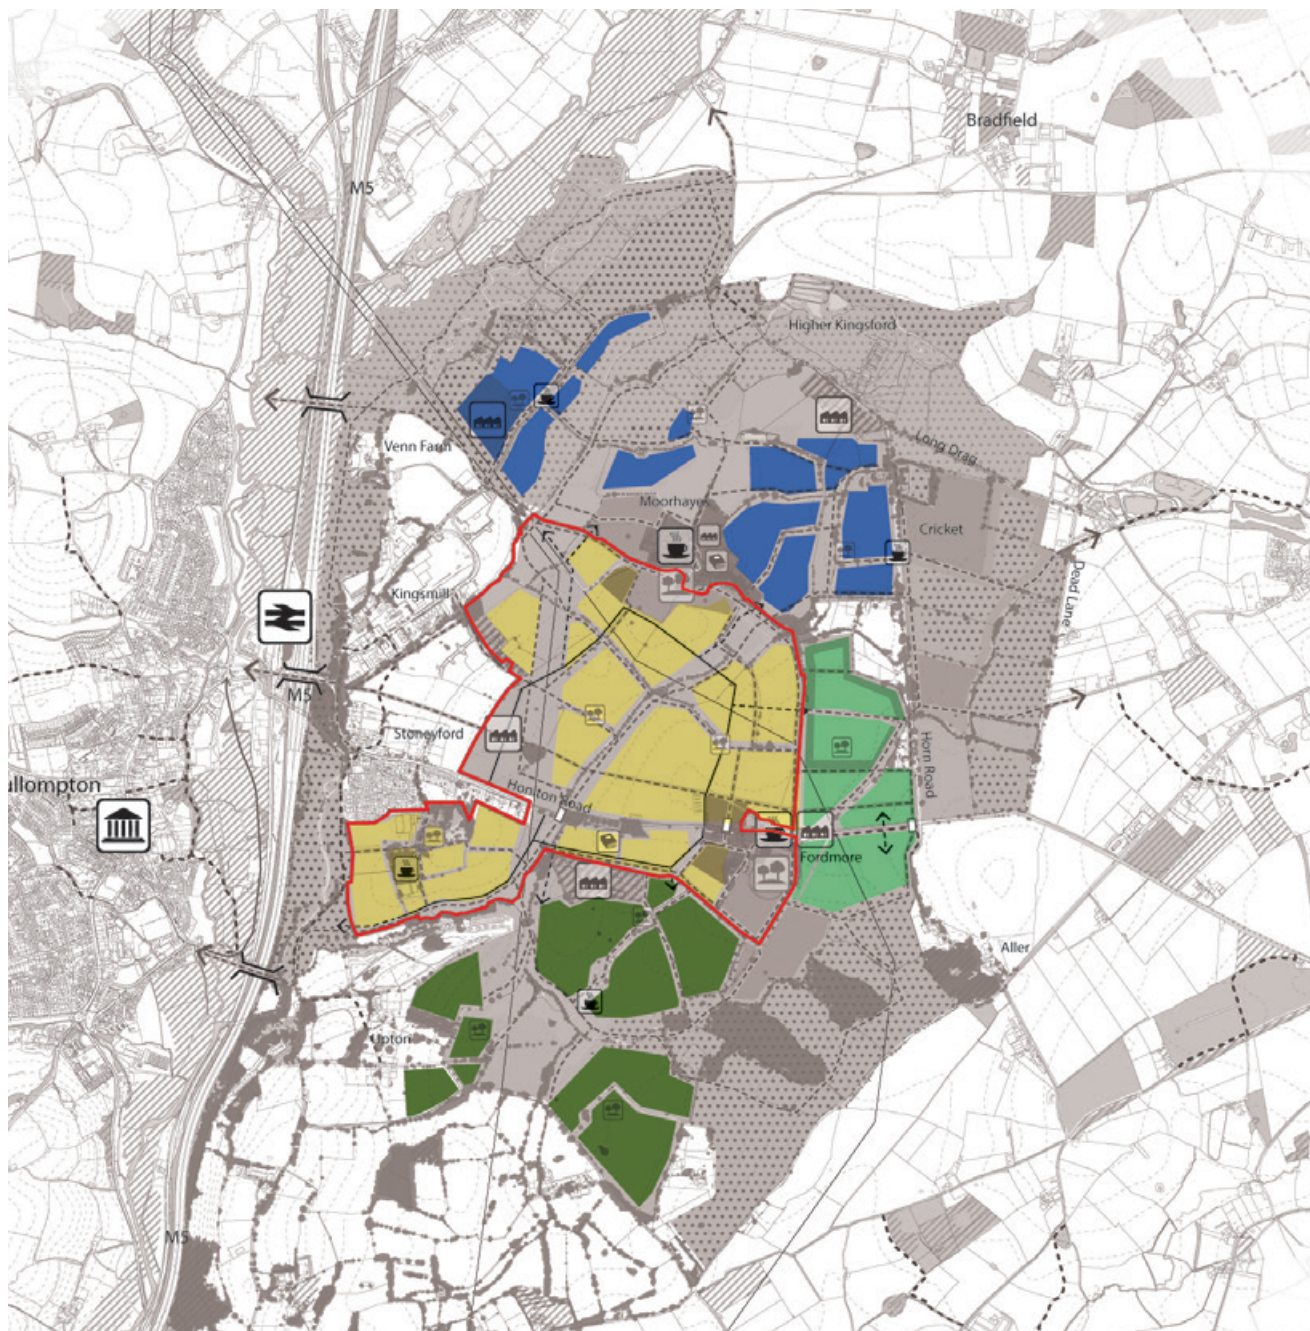 Bradfield
M5
Higher Kingsford
Venn Farm
Long Drag
Moorhayes
Cricket
Kingsmill
Dead Lane
M5
Stoneyford
Horn Road
ullompton
Honiton Road
Fordmore
Aller
Upton
M5